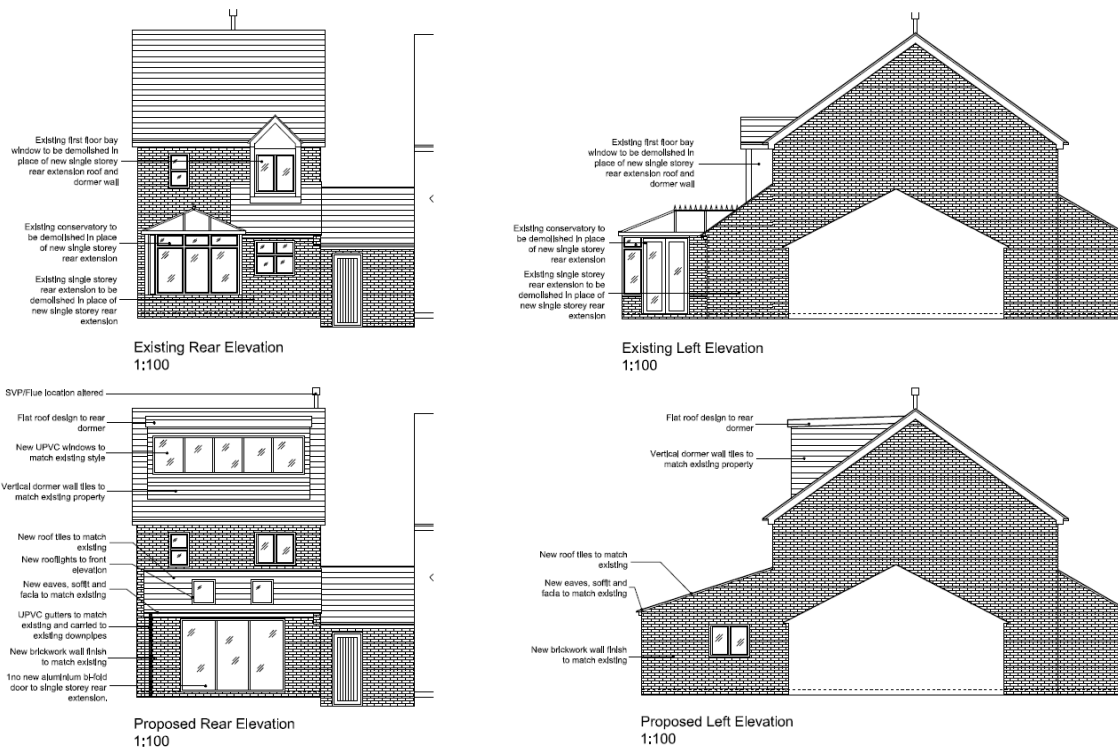 Existing first floor bay
window to be demolished in
place of new single storey
rear extension roof and
dormer wall
Existing conservatory to
be demolished in place
of new single storey
rear extension
Existing single storey
rear extension to be
demolished in place of
new single storey rear
extension
Existing Rear Elevation
1:100
Existing first floor bay
window to be demolished in
place of new single storey
rear extension roof and
dormer wall
Existing conservatory to
be demolished in place
of new single storey
rear extension
Existing single storey
rear extension to be
demolished in place of
new single storey rear
extension
Existing Left Elevation
1:100
SVP/Flue location altered
Flat roof design to rear
dormer
New UPVC windows to
match existing style
Vertical dormer wall tiles to
match existing property
New roof tiles to match
existing
New rooflights to front
elevation
New eaves, soffit and
facia to match existing
UPVC gutters to match
existing and carried to
existing downpipes
New brickwork wall finish
to match existing
1no new aluminium bi-fold
door to single storey rear
extension.
Proposed Rear Elevation
1:100
Flat roof design to rear
dormer
Vertical dormer wall tiles to
match existing property
New roof tiles to match
existing
New eaves, soffit and
facia to match existing
New brickwork wall finish
to match existing
Proposed Left Elevation
1:100